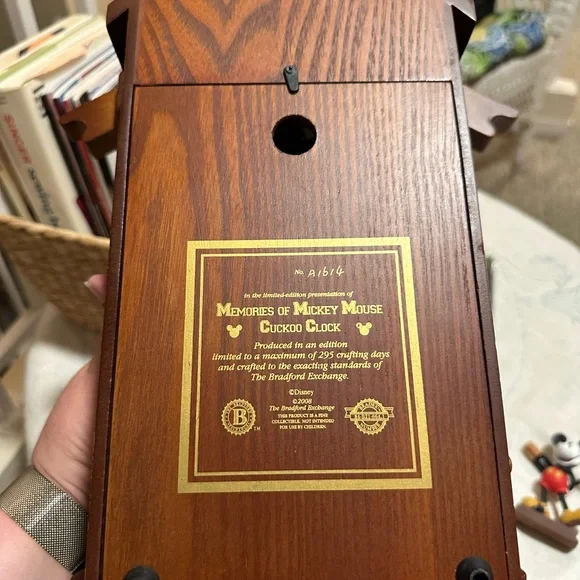 SINGER
No. A1614
in the limited-edition presentation of
MEMORIES OF MICKEY MOUSE
CUCKOO CLOCK
Produced in an edition
limited to a maximum of 295 crafting days
and crafted to the exacting standards of
The Bradford Exchange.
©Disney
©2008
The Bradford Exchange
THIS PRODUCT IS A FINE
COLLECTIBLE. NOT INTENDED
FOR USE BY CHILDREN.
B
TM